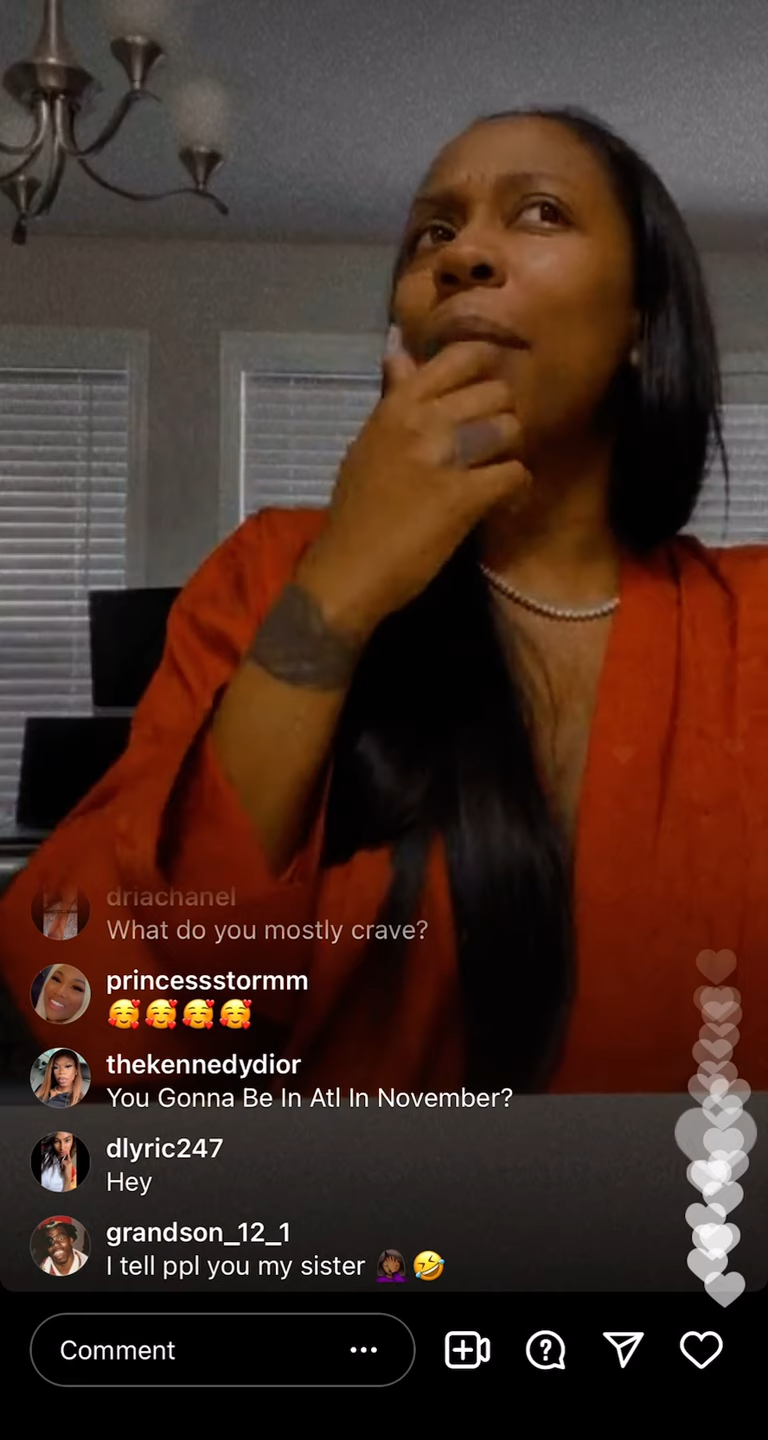 driachanel
What do you mostly crave?
princessstormm
🥰🥰🥰🥰
thekennedydior
You Gonna Be In Atl In November?
dlyric247
Hey
grandson_12_1
I tell ppl you my sister 🤦🏾‍♀️🤣
Comment